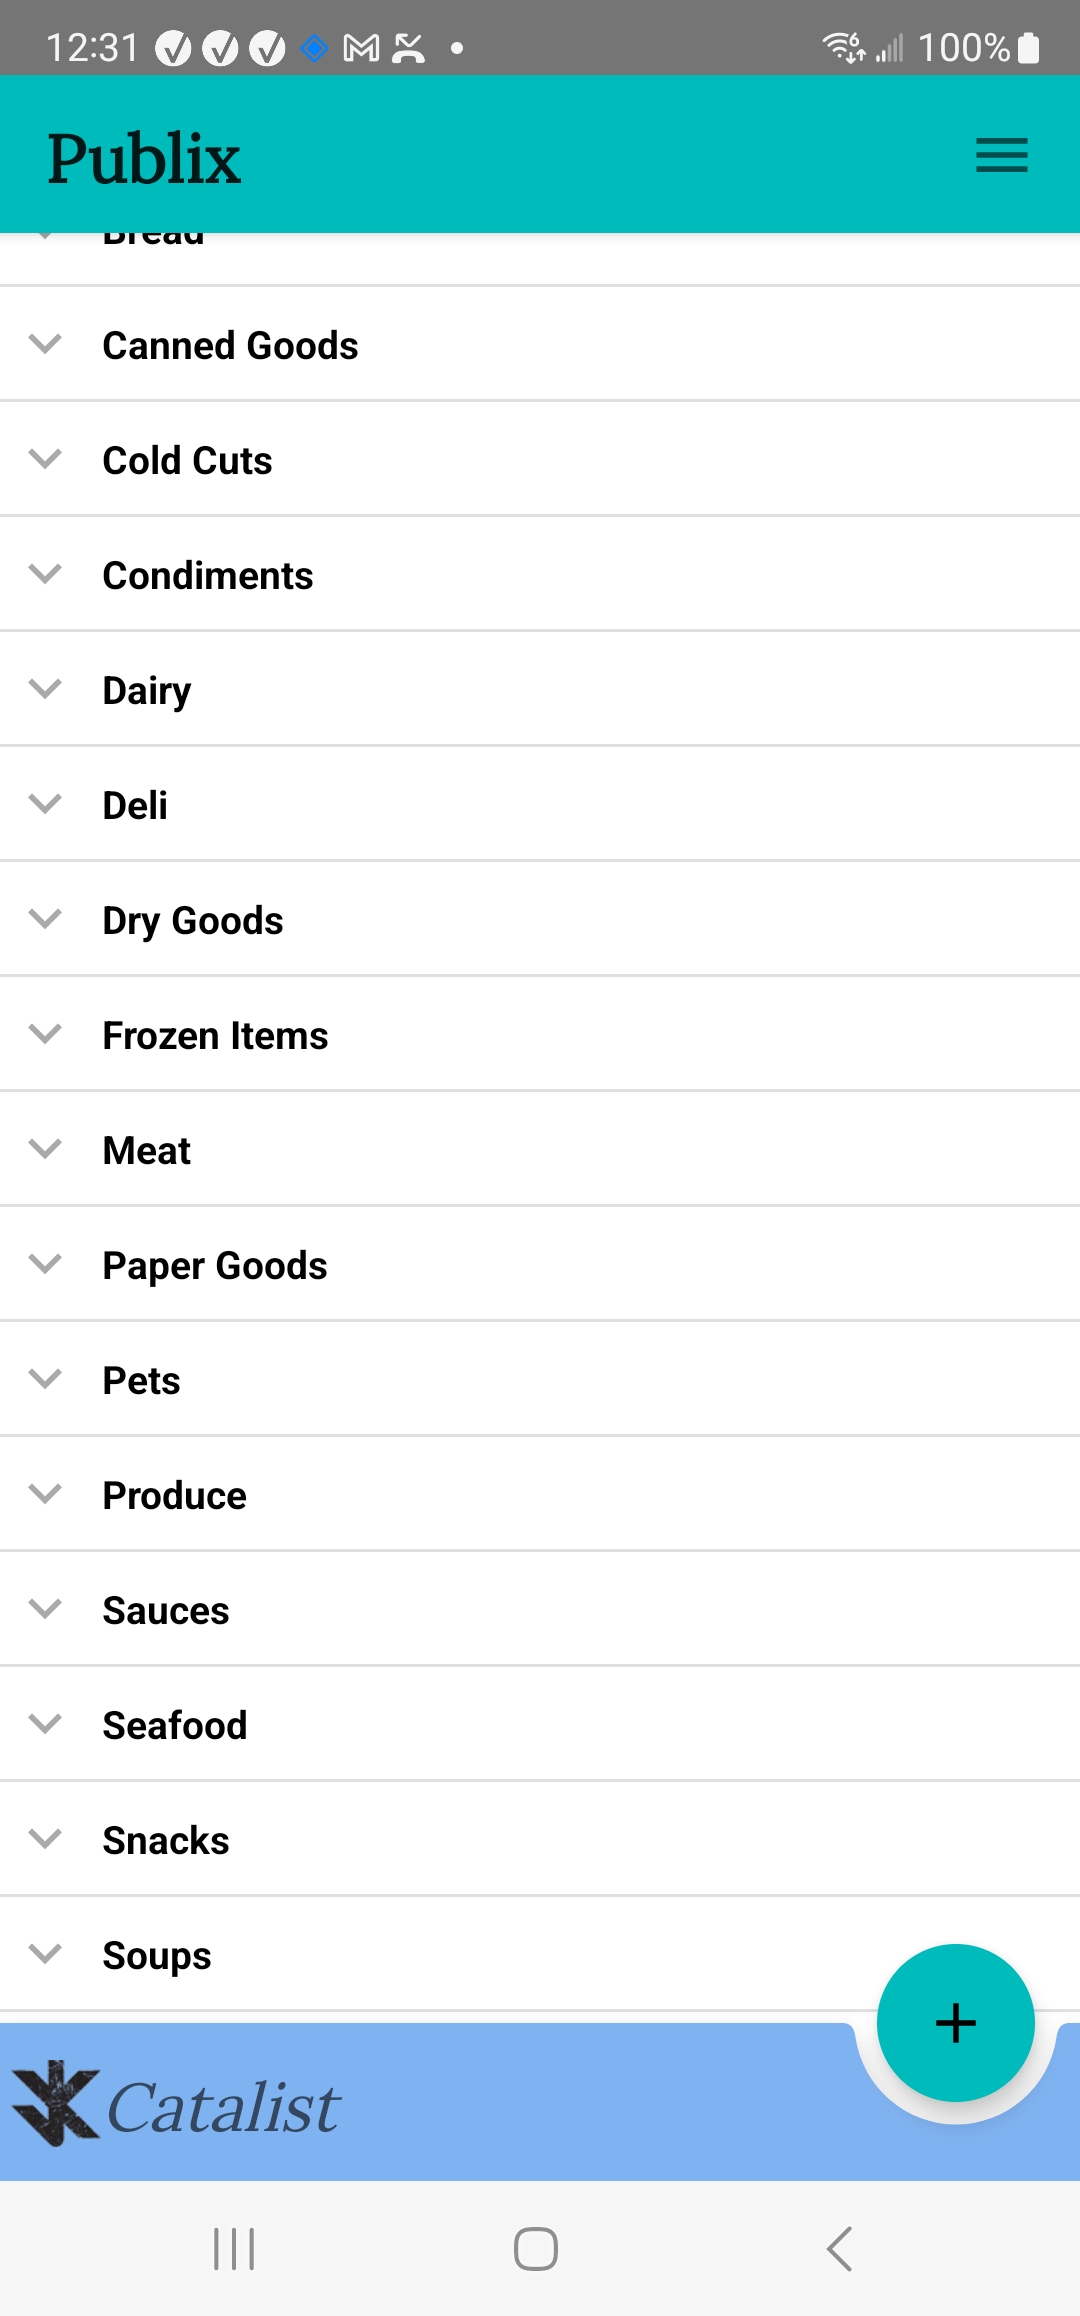 12:31 100%
Publix
Bread
Canned Goods
Cold Cuts
Condiments
Dairy
Deli
Dry Goods
Frozen Items
Meat
Paper Goods
Pets
Produce
Sauces
Seafood
Snacks
Soups
+
Catalist